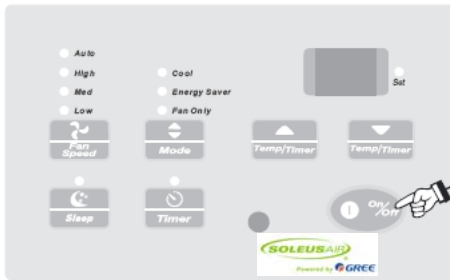 Auto
High
Med
Low
Cool
Energy Saver
Fan Only
Set
Fan
Speed
Mode
Temp/Timer
Temp/Timer
Sleep
Timer
On/Off
SOLEUSAIR
Powered by GREE